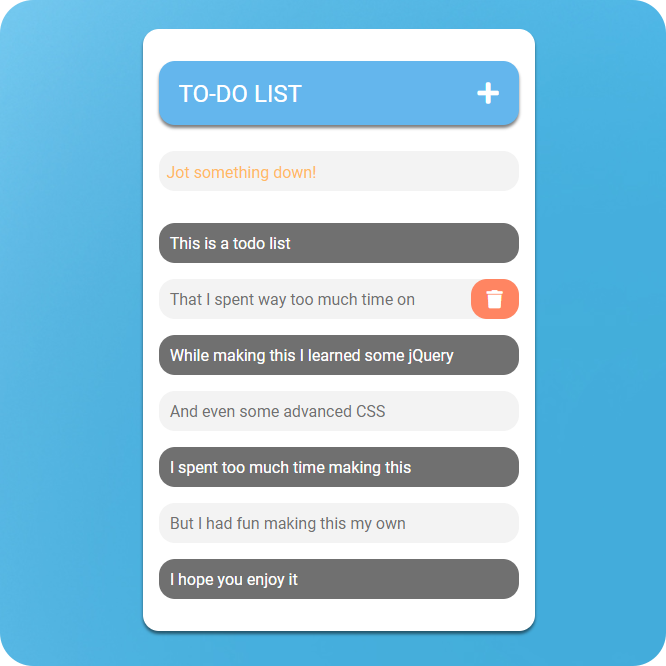 TO-DO LIST
Jot something down!
This is a todo list
That I spent way too much time on
While making this I learned some jQuery
And even some advanced CSS
I spent too much time making this
But I had fun making this my own
I hope you enjoy it